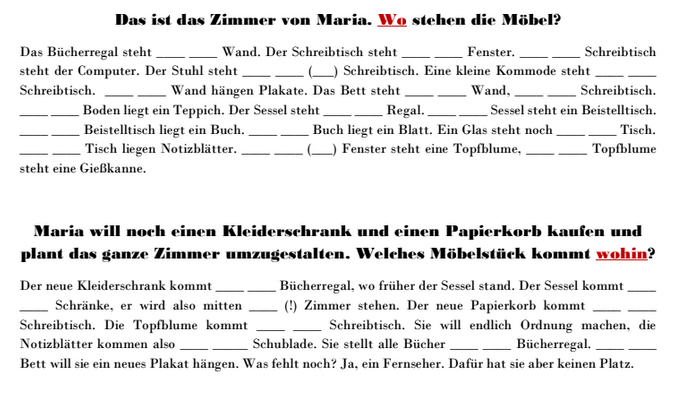 Das ist das Zimmer von Maria. Wo stehen die Möbel?
Das Bücherregal steht ____ ____ Wand. Der Schreibtisch steht ____ ____ Fenster. ____ ____ Schreibtisch
steht der Computer. Der Stuhl steht ____ ____ (___) Schreibtisch. Eine kleine Kommode steht ____ ____
Schreibtisch. ____ ____ Wand hängen Plakate. Das Bett steht ____ ____ Wand, ____ ____ Schreibtisch.
____ ____ Boden liegt ein Teppich. Der Sessel steht ____ ____ Regal. ____ ____ Sessel steht ein Beistelltisch.
____ ____ Beistelltisch liegt ein Buch. ____ ____ Buch liegt ein Blatt. Ein Glas steht noch ____ ____ Tisch.
____ ____ Tisch liegen Notizblätter. ____ ____ (___) Fenster steht eine Topfblume, ____ ____ Topfblume
steht eine Gießkanne.
Maria will noch einen Kleiderschrank und einen Papierkorb kaufen und
plant das ganze Zimmer umzugestalten. Welches Möbelstück kommt wohin?
Der neue Kleiderschrank kommt ____ ____ Bücherregal, wo früher der Sessel stand. Der Sessel kommt ____
____ Schränke, er wird also mitten ____ (!) Zimmer stehen. Der neue Papierkorb kommt ____ ____
Schreibtisch. Die Topfblume kommt ____ ____ Schreibtisch. Sie will endlich Ordnung machen, die
Notizblätter kommen also ____ ____ Schublade. Sie stellt alle Bücher ____ ____ Bücherregal. ____ ____
Bett will sie ein neues Plakat hängen. Was fehlt noch? Ja, ein Fernseher. Dafür hat sie aber keinen Platz.